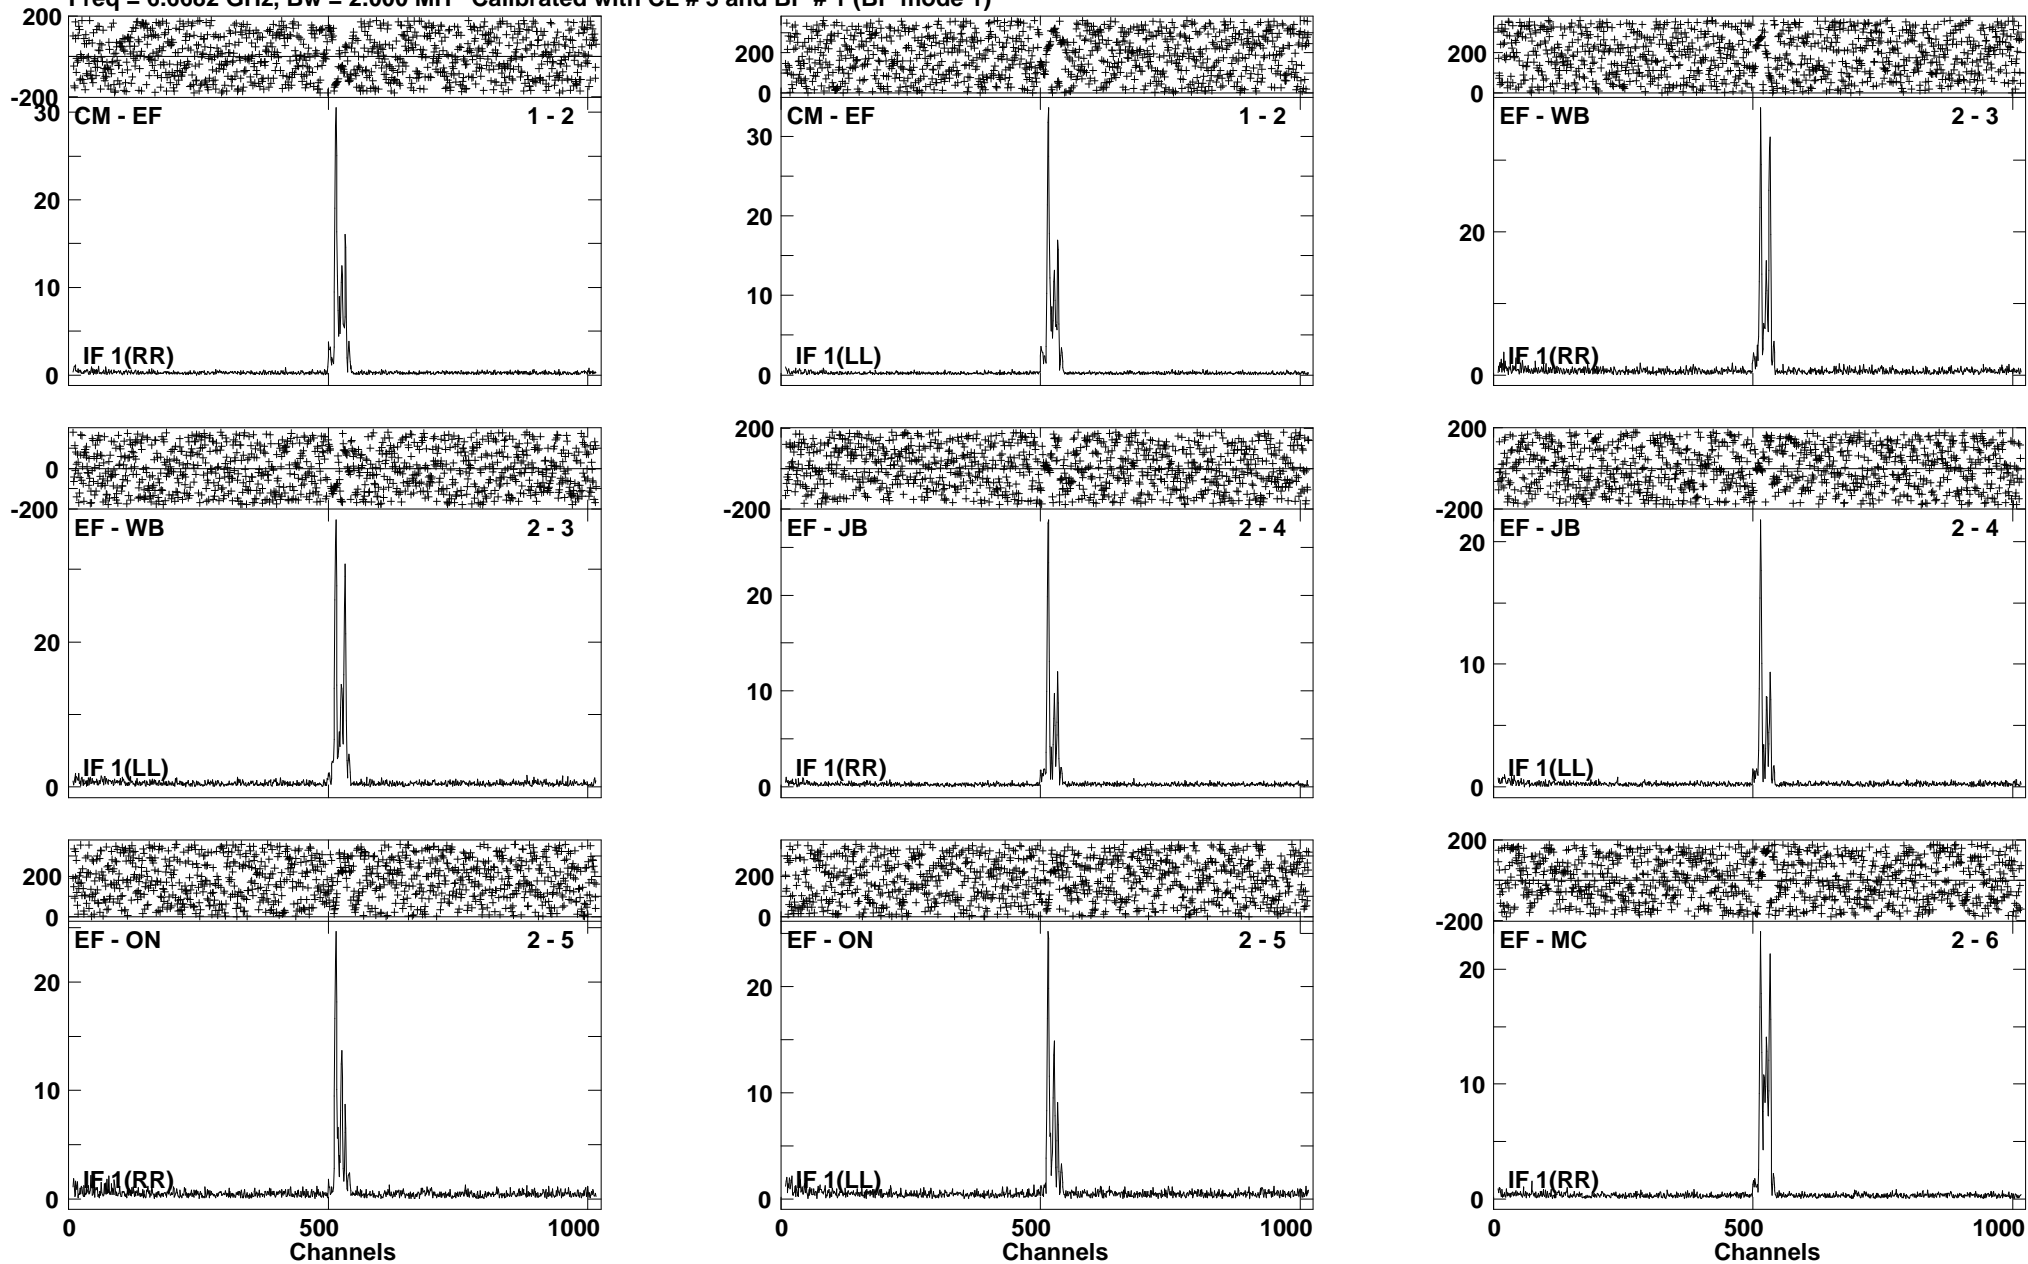 Freq = 6.6682 GHz, Bw = 2.000 MH Calibrated with CL # 3 and BP # 1 (BP mode 1)
200
-200
30
20
10
0
CM - EF 1 - 2
IF 1(RR)
200
0
30
20
10
0
CM - EF 1 - 2
IF 1(LL)
200
0
20
0
EF - WB 2 - 3
IF 1(RR)
0
-200
20
0
EF - WB 2 - 3
IF 1(LL)
200
-200
20
10
0
EF - JB 2 - 4
IF 1(RR)
200
-200
20
10
0
EF - JB 2 - 4
IF 1(LL)
200
0
20
10
0
EF - ON 2 - 5
IF 1(RR)
0 500 1000
Channels
200
0
20
10
0
EF - ON 2 - 5
IF 1(LL)
0 500 1000
Channels
200
-200
20
10
0
EF - MC 2 - 6
IF 1(RR)
0 500 1000
Channels